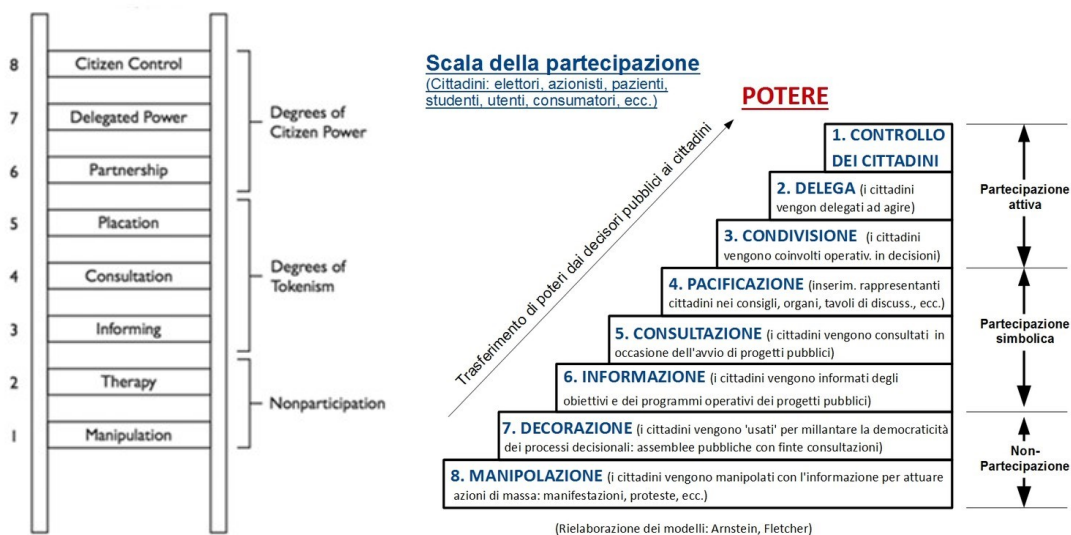 8 Citizen Control
7 Delegated Power
6 Partnership
5 Placation
4 Consultation
3 Informing
2 Therapy
1 Manipulation
Degrees of
Citizen Power
Degrees of
Tokenism
Nonparticipation
Scala della partecipazione
(Cittadini: elettori, azionisti, pazienti,
studenti, utenti, consumatori, ecc.)
POTERE
Trasferimento di poteri dai decisori pubblici ai cittadini
1. CONTROLLO
DEI CITTADINI
2. DELEGA (i cittadini
vengon delegati ad agire)
3. CONDIVISIONE (i cittadini
vengono coinvolti operativ. in decisioni)
4. PACIFICAZIONE (inserim. rappresentanti
cittadini nei consigli, organi, tavoli di discuss., ecc.)
5. CONSULTAZIONE (i cittadini vengono consultati in
occasione dell'avvio di progetti pubblici)
6. INFORMAZIONE (i cittadini vengono informati degli
obiettivi e dei programmi operativi dei progetti pubblici)
7. DECORAZIONE (i cittadini vengono 'usati' per millantare la democraticità
dei processi decisionali: assemblee pubbliche con finte consultazioni)
8. MANIPOLAZIONE (i cittadini vengono manipolati con l'informazione per attuare
azioni di massa: manifestazioni, proteste, ecc.)
Partecipazione
attiva
Partecipazione
simbolica
Non-
Partecipazione
(Rielaborazione dei modelli: Arnstein, Fletcher)